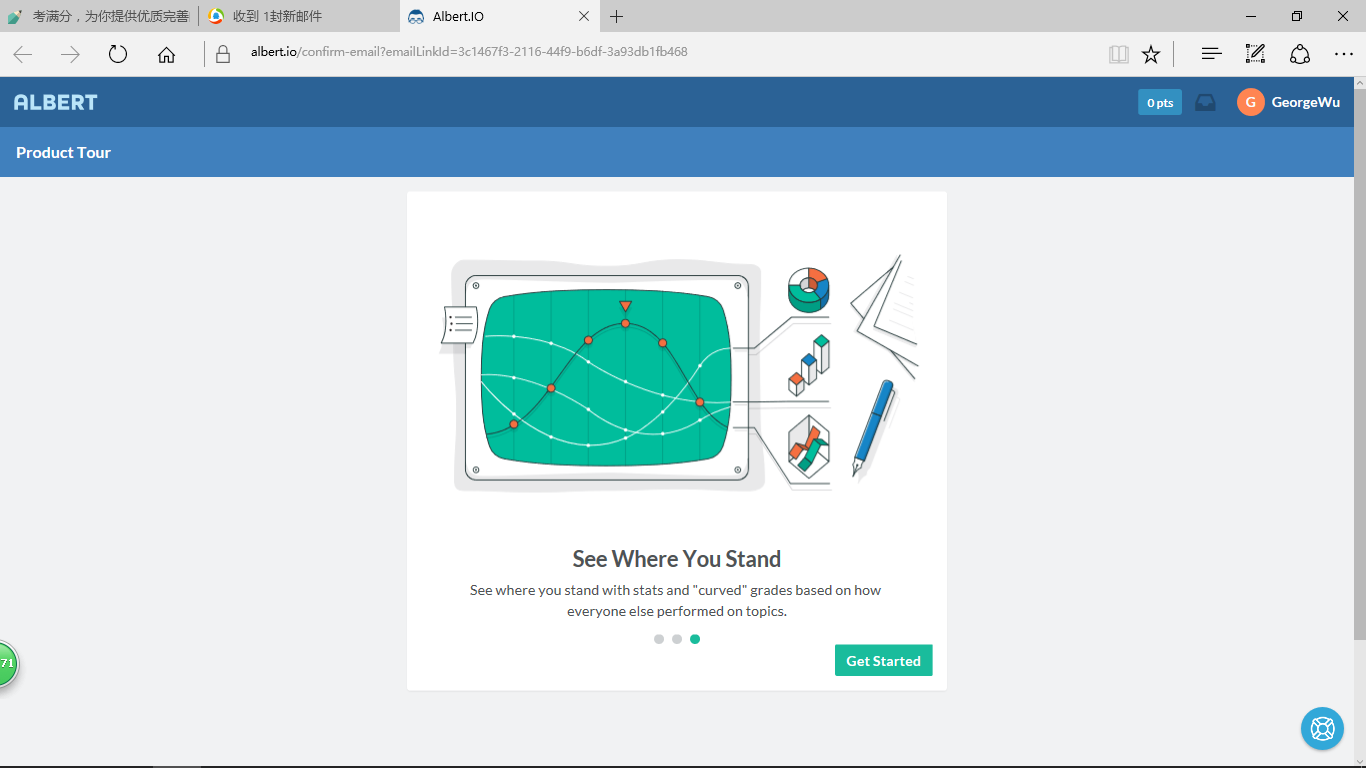 考满分，为你提供优质完善
收到 1封新邮件
Albert.IO
albert.io/confirm-email?emailLinkId=3c1467f3-2116-44f9-b6df-3a93db1fb468
ALBERT
0 pts
G
GeorgeWu
Product Tour
See Where You Stand
See where you stand with stats and "curved" grades based on how
everyone else performed on topics.
Get Started
71